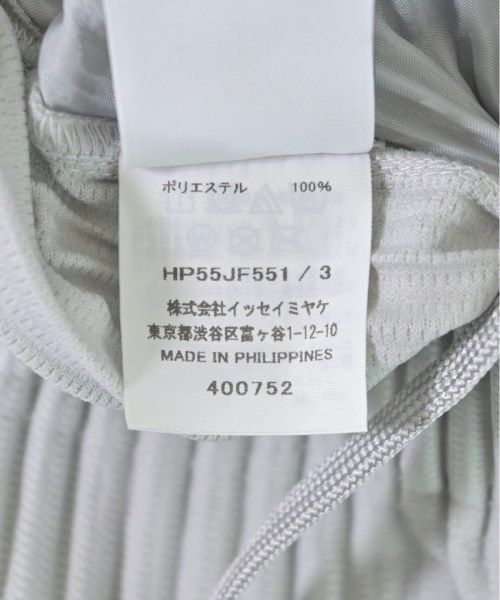 ポリエステル 100%
HP55JF551 / 3
株式会社イッセイミヤケ
東京都渋谷区富ヶ谷1-12-10
MADE IN PHILIPPINES
400752